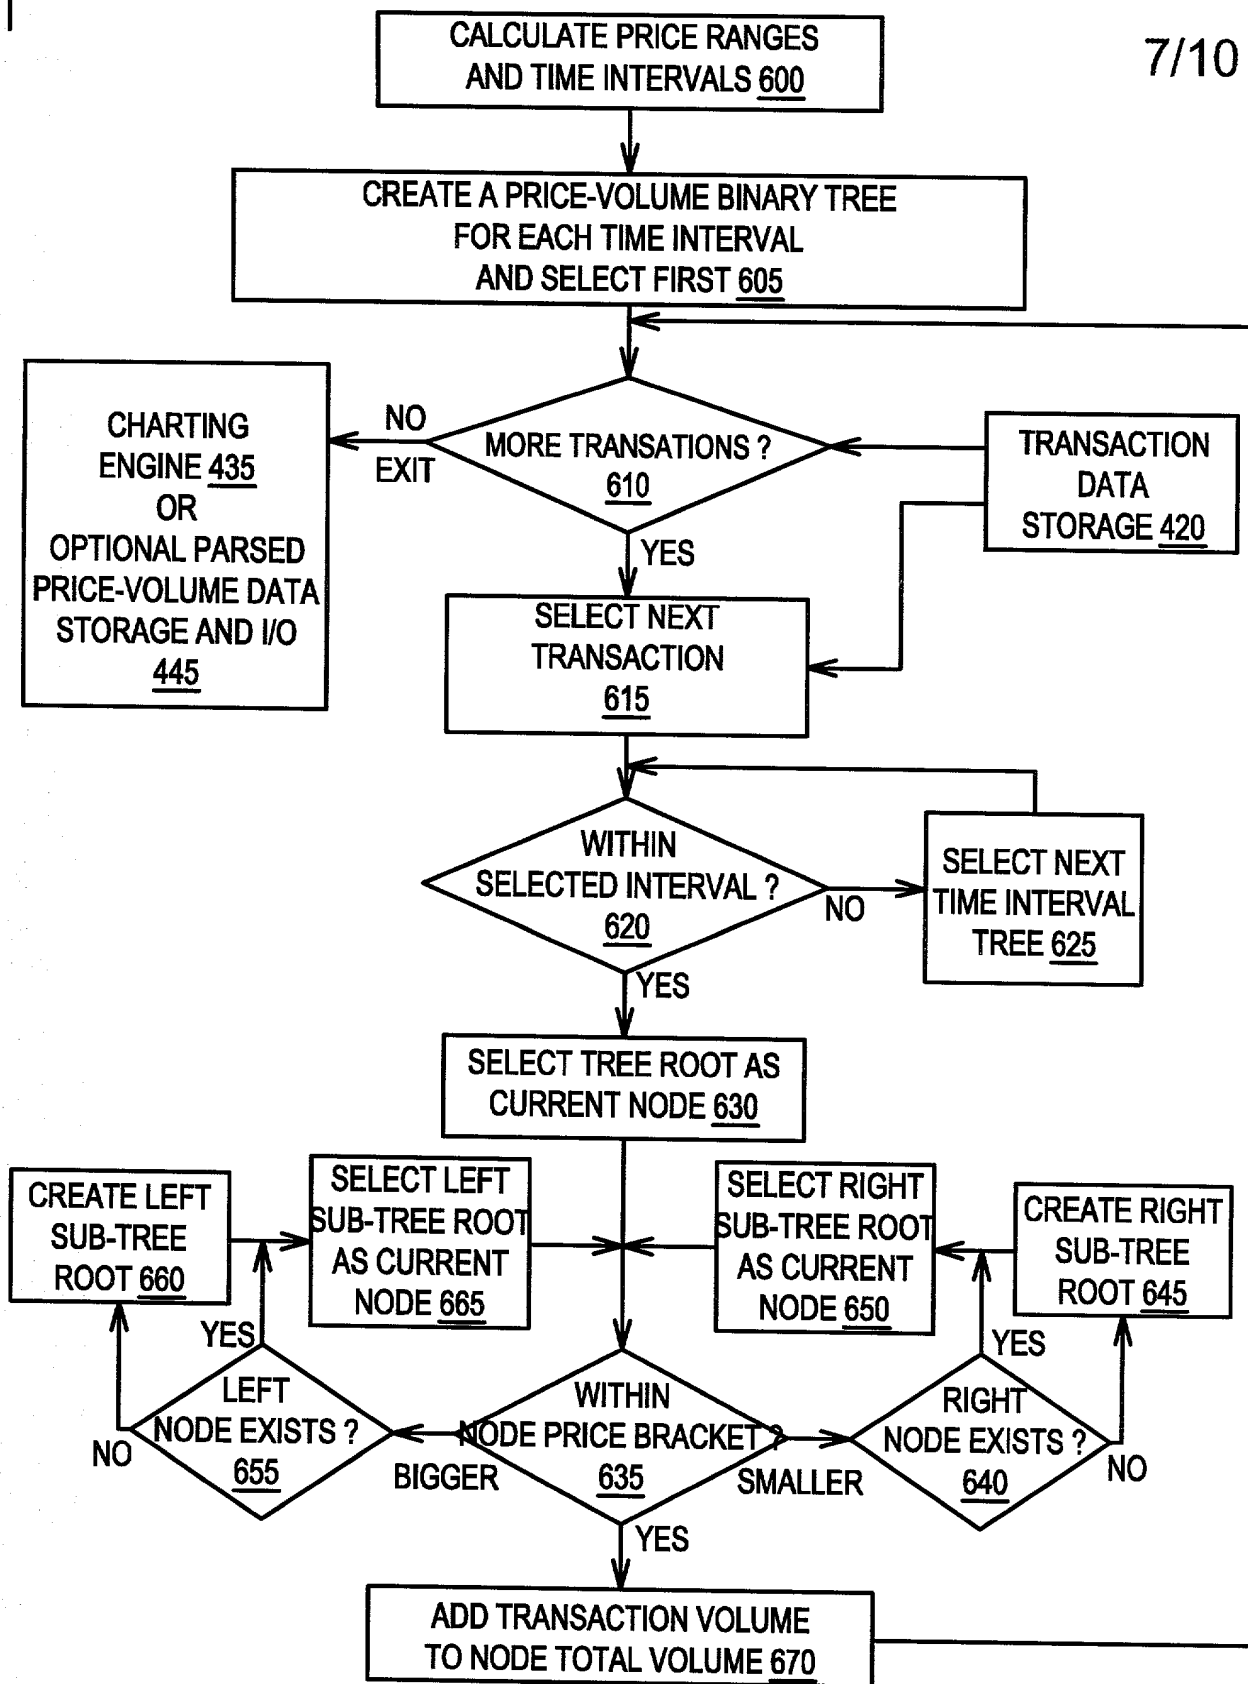 7/10
CALCULATE PRICE RANGES
AND TIME INTERVALS 600
CREATE A PRICE-VOLUME BINARY TREE
FOR EACH TIME INTERVAL
AND SELECT FIRST 605
CHARTING
ENGINE 435
OR
OPTIONAL PARSED
PRICE-VOLUME DATA
STORAGE AND I/O
445
NO
EXIT
MORE TRANSATIONS ?
610
YES
TRANSACTION
DATA
STORAGE 420
SELECT NEXT
TRANSACTION
615
WITHIN
SELECTED INTERVAL ?
620
NO
YES
SELECT NEXT
TIME INTERVAL
TREE 625
SELECT TREE ROOT AS
CURRENT NODE 630
CREATE LEFT
SUB-TREE
ROOT 660
SELECT LEFT
SUB-TREE ROOT
AS CURRENT
NODE 665
SELECT RIGHT
SUB-TREE ROOT
AS CURRENT
NODE 650
CREATE RIGHT
SUB-TREE
ROOT 645
YES
LEFT
NODE EXISTS ?
655
NO
BIGGER
WITHIN
NODE PRICE BRACKET ?
635
SMALLER
YES
YES
RIGHT
NODE EXISTS ?
640
NO
ADD TRANSACTION VOLUME
TO NODE TOTAL VOLUME 670